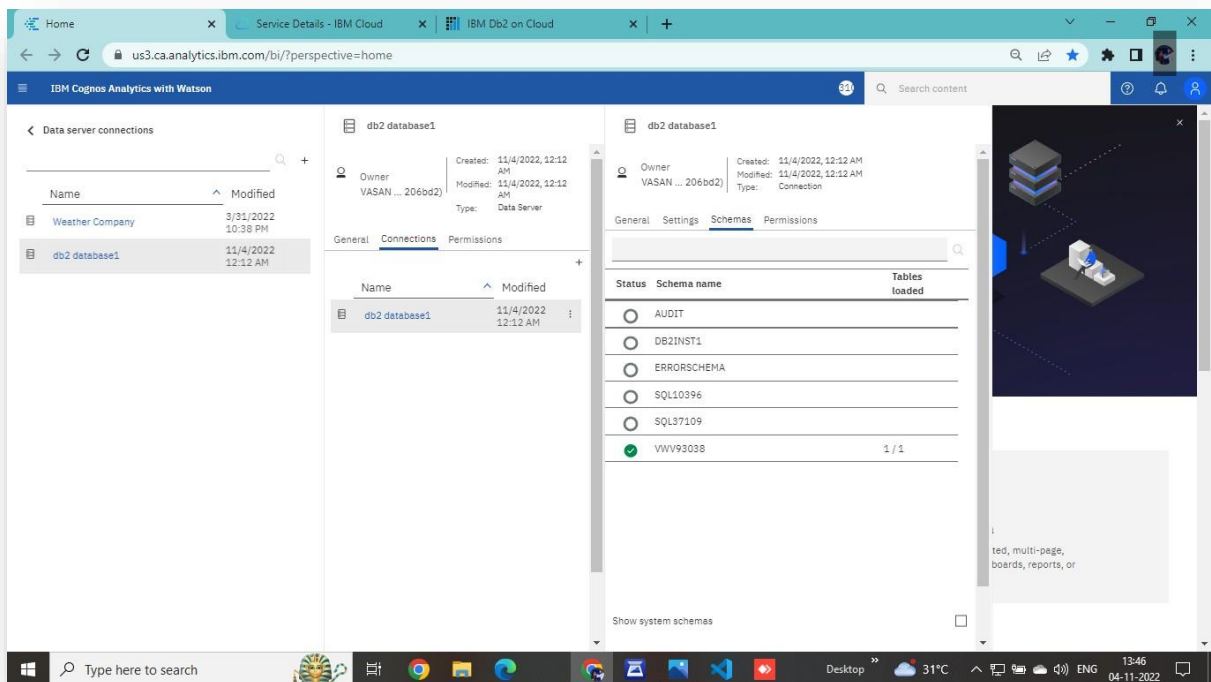 Home
Service Details - IBM Cloud
IBM Db2 on Cloud
us3.ca.analytics.ibm.com/bi/?perspective=home
IBM Cognos Analytics with Watson
Search content
Data server connections
Name Modified
Weather Company 3/31/2022
10:38 PM
db2 database1 11/4/2022
12:12 AM
db2 database1
Owner
VASAN ... 206bd2)
Created: 11/4/2022, 12:12
AM
Modified: 11/4/2022, 12:12
AM
Type: Data Server
General Connections Permissions
Name Modified
db2 database1 11/4/2022
12:12 AM
db2 database1
Owner
VASAN ... 206bd2)
Created: 11/4/2022, 12:12 AM
Modified: 11/4/2022, 12:12 AM
Type: Connection
General Settings Schemas Permissions
Status Schema name Tables
loaded
AUDIT
DB2INST1
ERRORSCHEMA
SQL10396
SQL37109
VWV93038 1 / 1
Show system schemas
ted, multi-page,
boards, reports, or
Type here to search
Desktop
31°C
ENG
13:46
04-11-2022